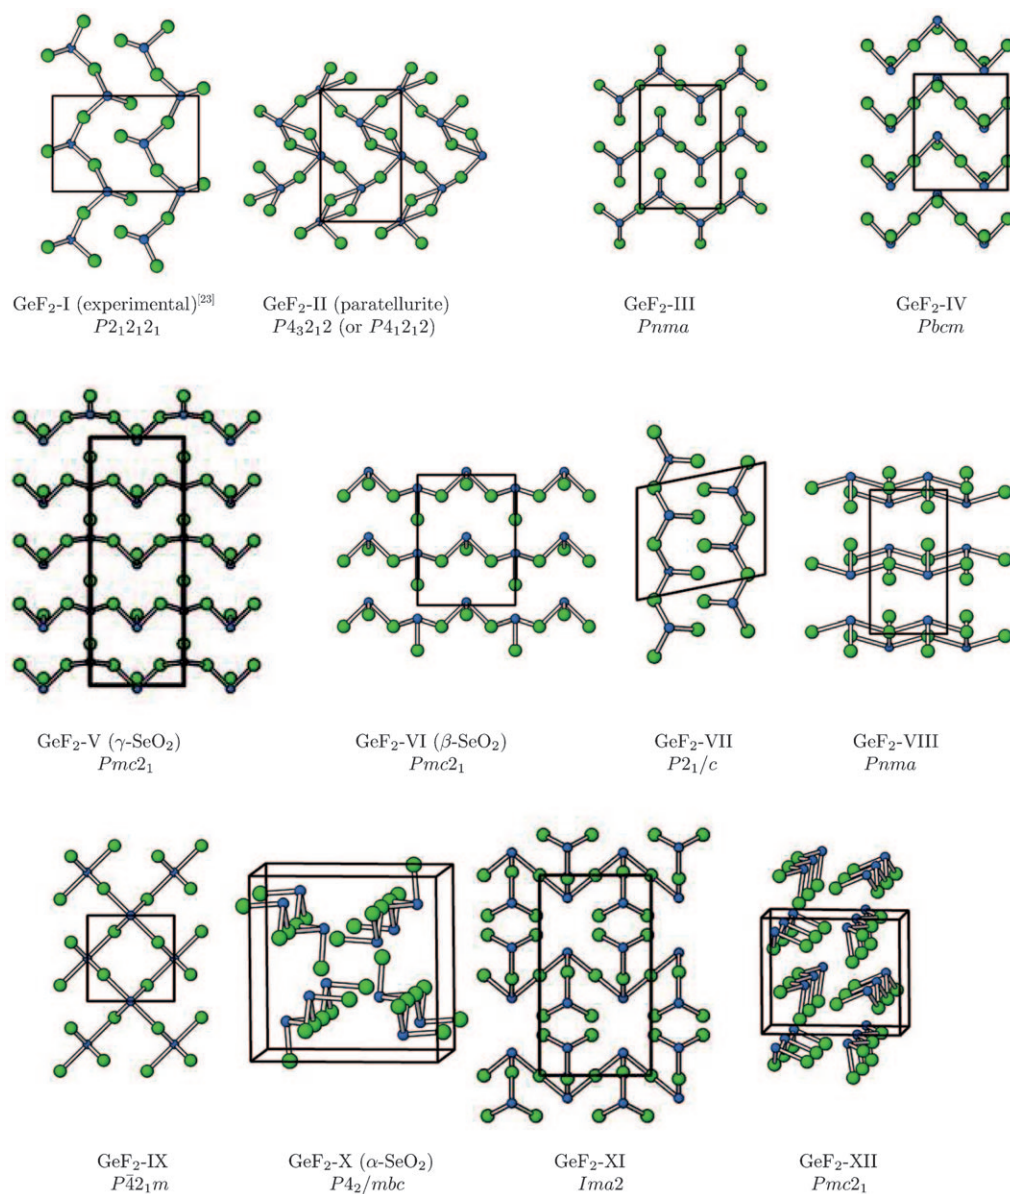 GeF₂-I (experimental)[23]
P2₁2₁2₁
GeF₂-II (paratellurite)
P4₃2₁2 (or P4₁2₁2)
GeF₂-III
Pnma
GeF₂-IV
Pbcm
GeF₂-V (γ-SeO₂)
Pmc2₁
GeF₂-VI (β-SeO₂)
Pmc2₁
GeF₂-VII
P2₁/c
GeF₂-VIII
Pnma
GeF₂-IX
P4̄2₁m
GeF₂-X (α-SeO₂)
P4₂/mbc
GeF₂-XI
Ima2
GeF₂-XII
Pmc2₁